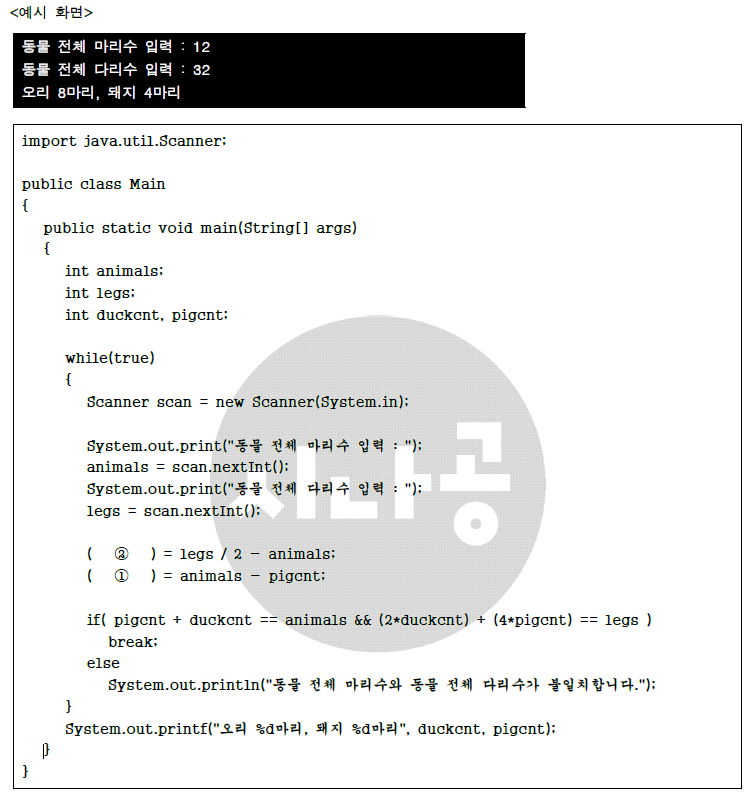 <예시 화면>
동물 전체 마리수 입력 : 12
동물 전체 다리수 입력 : 32
오리 8마리, 돼지 4마리
import java.util.Scanner;
public class Main
{
public static void main(String[] args)
{
int animals;
int legs;
int duckcnt, pigcnt;
while(true)
{
Scanner scan = new Scanner(System.in);
System.out.print("동물 전체 마리수 입력 : ");
animals = scan.nextInt();
System.out.print("동물 전체 다리수 입력 : ");
legs = scan.nextInt();
( ② ) = legs / 2 - animals;
( ① ) = animals - pigcnt;
if( pigcnt + duckcnt == animals && (2*duckcnt) + (4*pigcnt) == legs )
break;
else
System.out.println("동물 전체 마리수와 동물 전체 다리수가 불일치합니다.");
}
System.out.printf("오리 %d마리, 돼지 %d마리", duckcnt, pigcnt);
}
}
시나공